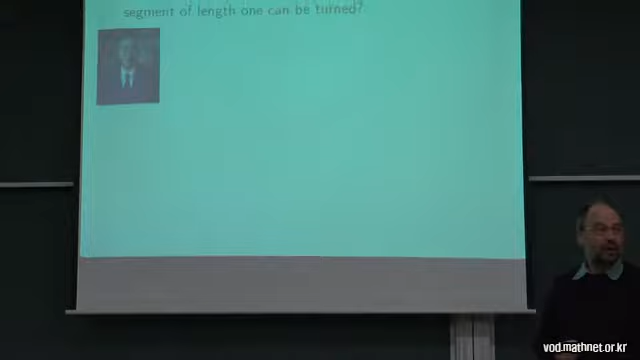 segment of length one can be turned?
vod.mathnet.or.kr